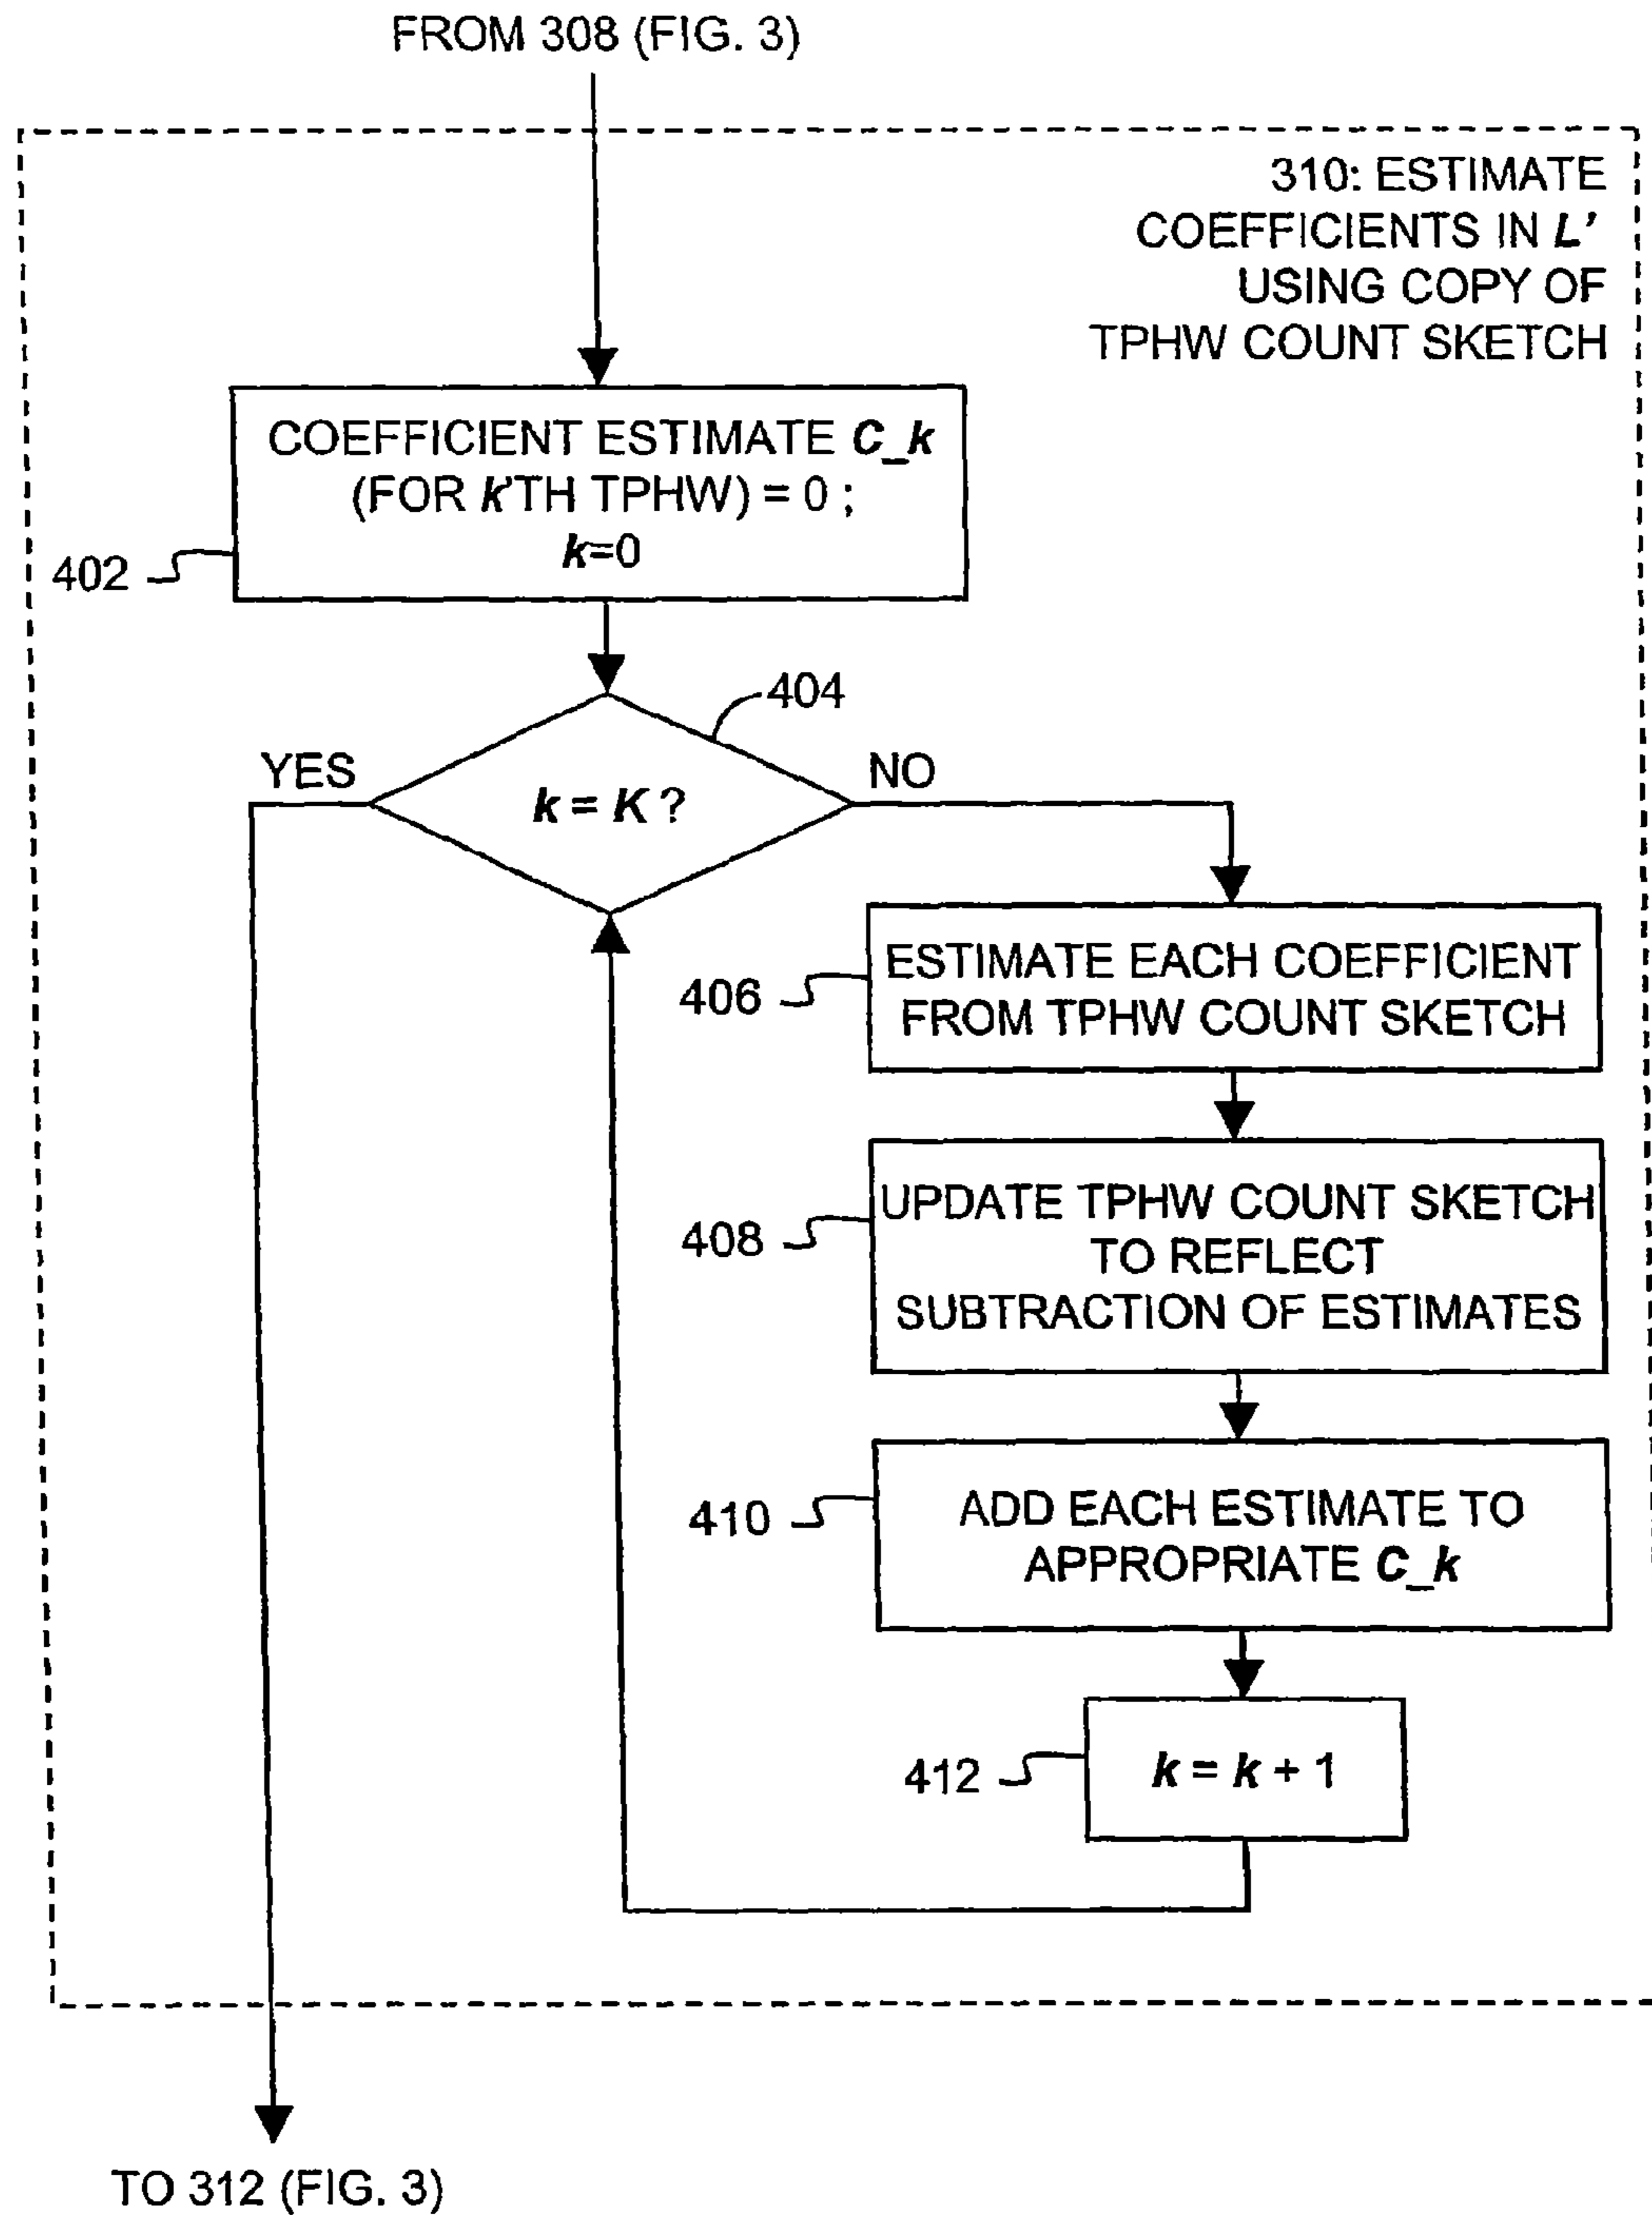 FROM 308 (FIG. 3)
310: ESTIMATE
COEFFICIENTS IN L'
USING COPY OF
TPHW COUNT SKETCH
COEFFICIENT ESTIMATE C_k
(FOR k'TH TPHW) = 0 ;
k=0
402
404
YES
NO
k = K ?
ESTIMATE EACH COEFFICIENT
FROM TPHW COUNT SKETCH
406
UPDATE TPHW COUNT SKETCH
TO REFLECT
SUBTRACTION OF ESTIMATES
408
ADD EACH ESTIMATE TO
APPROPRIATE C_k
410
k = k + 1
412
TO 312 (FIG. 3)